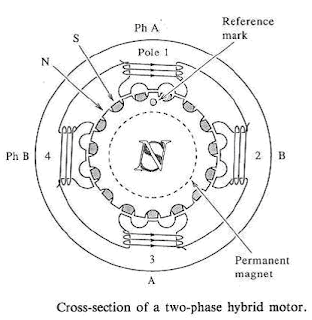 Ph A
Reference
mark
S
Pole 1
N
Ph B
4
N
2
B
Permanent
magnet
3
A
Cross-section of a two-phase hybrid motor.